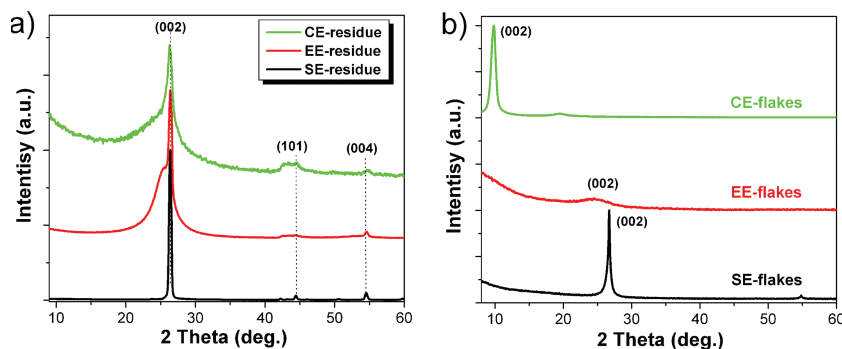 a)
(002)
CE-residue
EE-residue
SE-residue
(101)
(004)
Intentisy (a.u.)
10 20 30 40 50 60
2 Theta (deg.)
b)
(002)
CE-flakes
EE-flakes
(002)
(002)
SE-flakes
Intentisy (a.u.)
10 20 30 40 50 60
2 Theta (deg.)